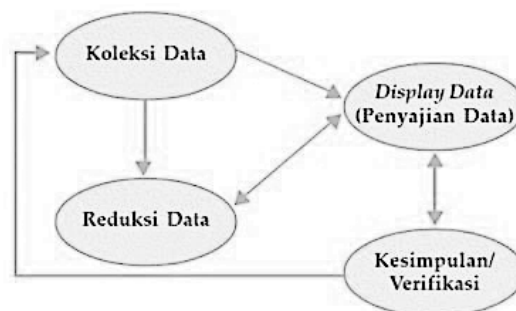 Koleksi Data
Display Data
(Penyajian Data)
Reduksi Data
Kesimpulan/
Verifikasi